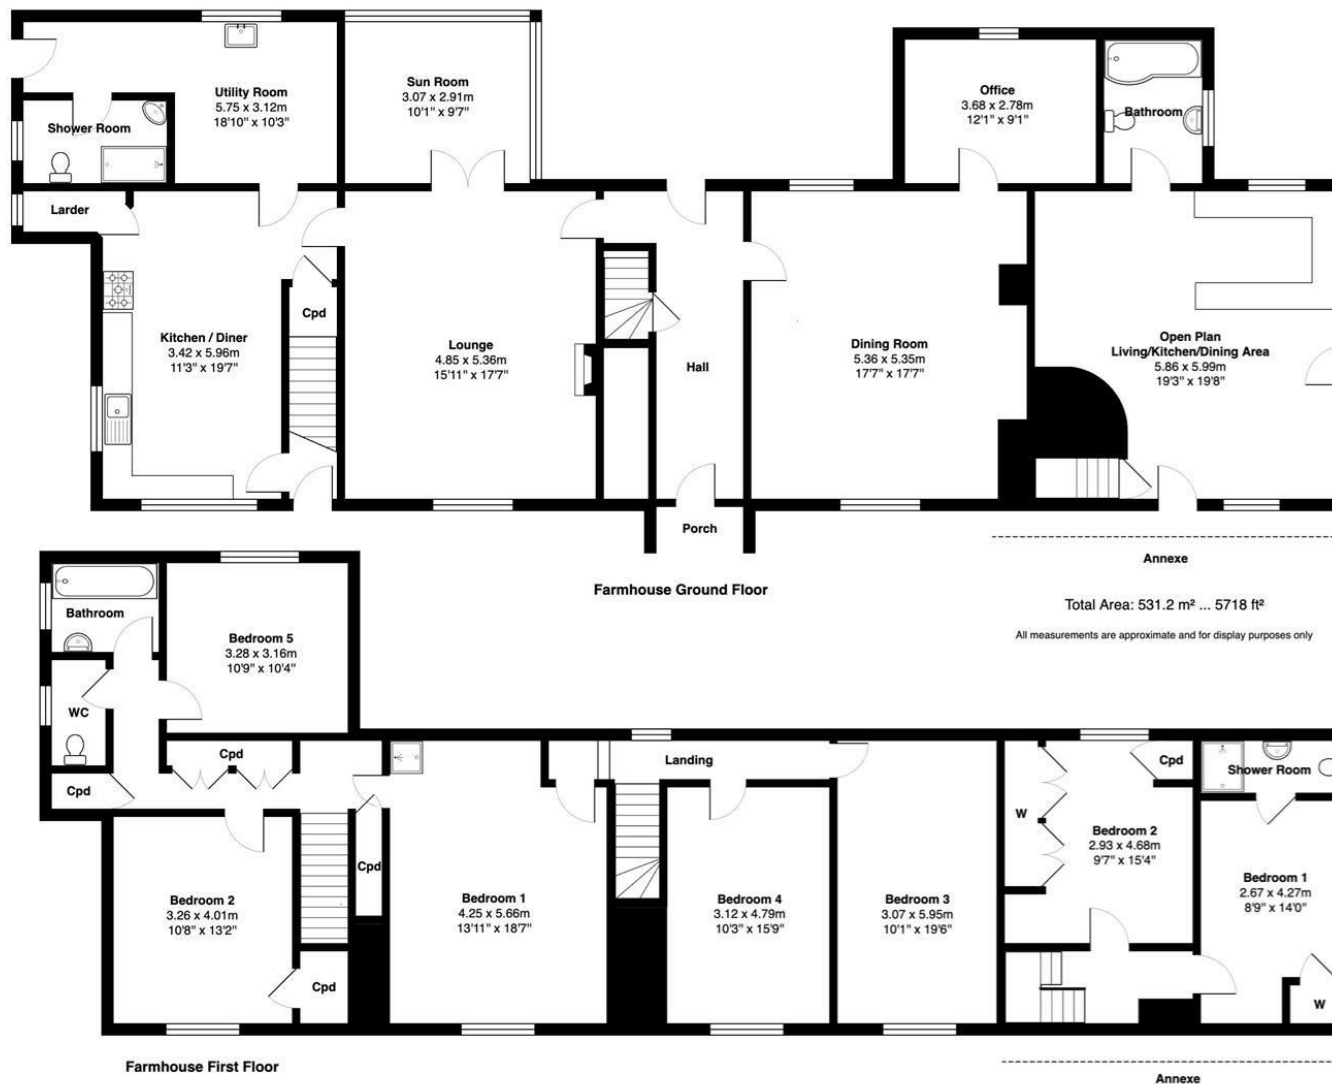 Utility Room
5.75 x 3.12m
18'10" x 10'3"
Sun Room
3.07 x 2.91m
10'1" x 9'7"
Office
3.68 x 2.78m
12'1" x 9'1"
Bathroom
Shower Room
Larder
Cpd
Kitchen / Diner
3.42 x 5.96m
11'3" x 19'7"
Lounge
4.85 x 5.36m
15'11" x 17'7"
Hall
Dining Room
5.36 x 5.35m
17'7" x 17'7"
Open Plan
Living/Kitchen/Dining Area
5.86 x 5.99m
19'3" x 19'8"
Porch
Farmhouse Ground Floor
Annexe
Total Area: 531.2 m² ... 5718 ft²
All measurements are approximate and for display purposes only
Bathroom
Bedroom 5
3.28 x 3.16m
10'9" x 10'4"
WC
Cpd
Cpd
Landing
Cpd
Shower Room
W
Bedroom 2
2.93 x 4.68m
9'7" x 15'4"
Cpd
Bedroom 2
3.26 x 4.01m
10'8" x 13'2"
Bedroom 1
4.25 x 5.66m
13'11" x 18'7"
Bedroom 4
3.12 x 4.79m
10'3" x 15'9"
Bedroom 3
3.07 x 5.95m
10'1" x 19'6"
Bedroom 1
2.67 x 4.27m
8'9" x 14'0"
Cpd
W
Farmhouse First Floor
Annexe